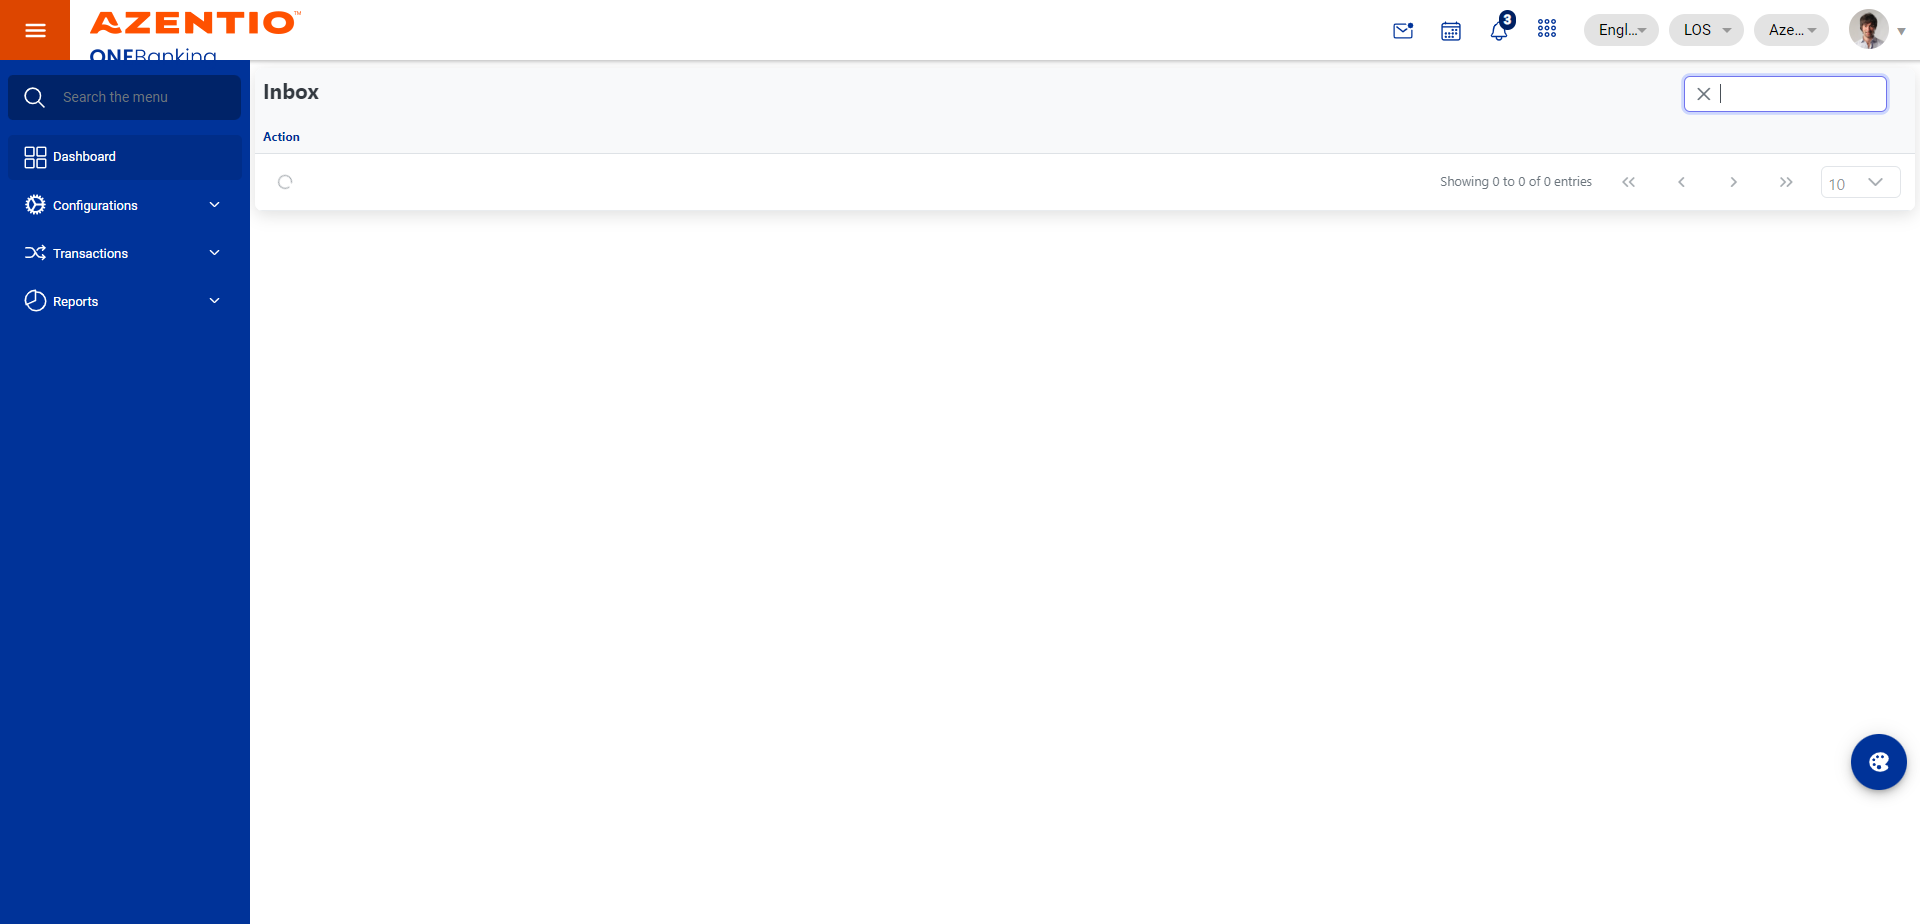 AZENTIO™
ONEBanking
3
Engl...
LOS
Aze...
Search the menu
Dashboard
Configurations
Transactions
Reports
Inbox
Action
Showing 0 to 0 of 0 entries
10